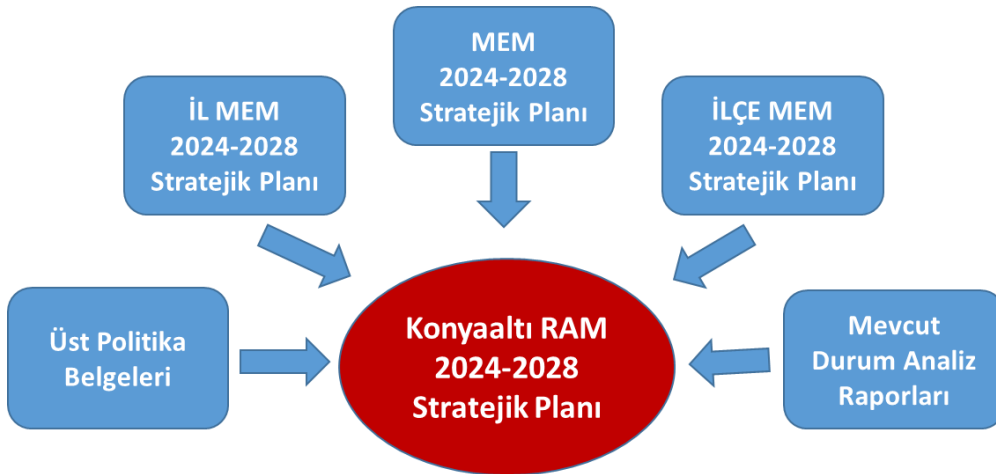 MEM
2024-2028
Stratejik Planı
İL MEM
2024-2028
Stratejik Planı
İLÇE MEM
2024-2028
Stratejik Planı
Üst Politika
Belgeleri
Konyaaltı RAM
2024-2028
Stratejik Planı
Mevcut
Durum Analiz
Raporları